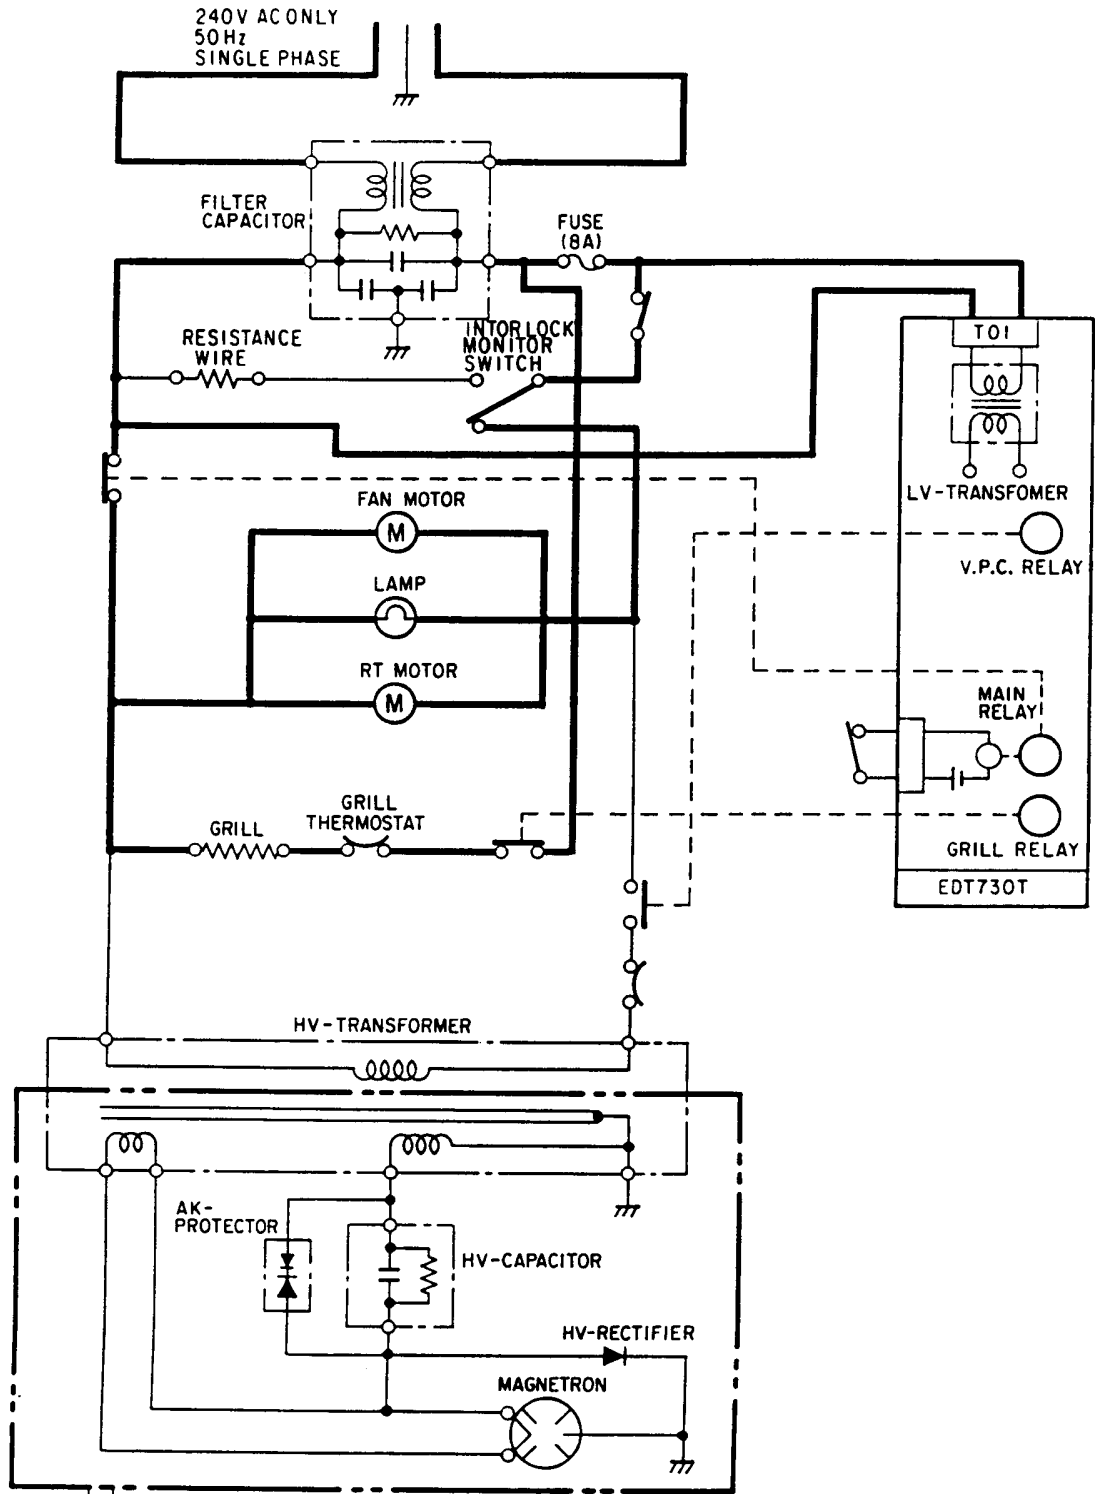 240V AC ONLY
50Hz
SINGLE PHASE
FILTER
CAPACITOR
FUSE
(8A)
RESISTANCE
WIRE
INTORLOCK
MONITOR
SWITCH
TO1
LV-TRANSFOMER
FAN MOTOR
M
V.P.C. RELAY
LAMP
RT MOTOR
M
MAIN
RELAY
GRILL
THERMOSTAT
GRILL
GRILL RELAY
EDT730T
HV-TRANSFORMER
AK-
PROTECTOR
HV-CAPACITOR
HV-RECTIFIER
MAGNETRON